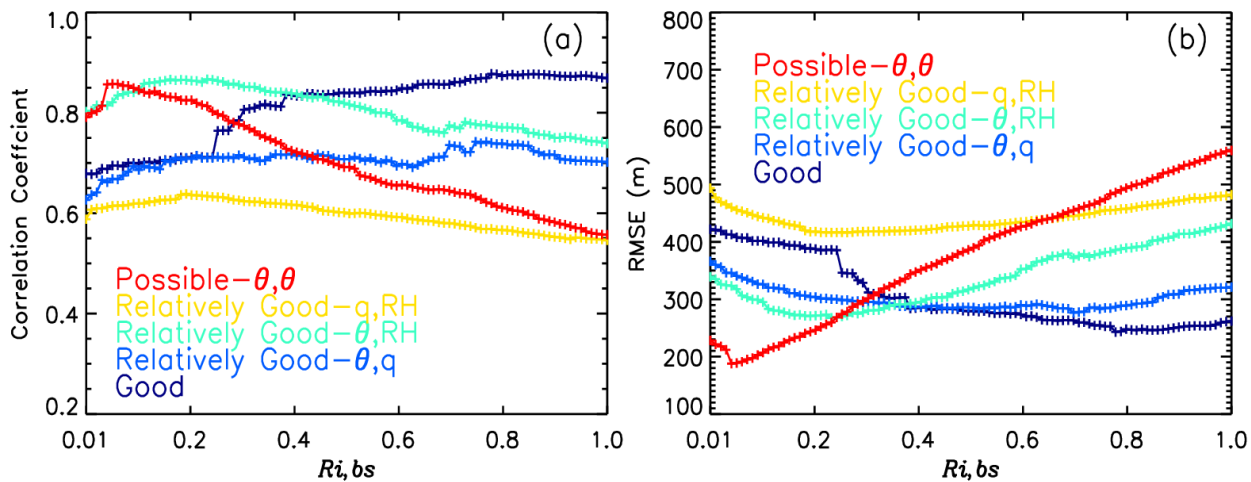 (a)
Correlation Coeffcient
1.0
0.8
0.6
0.4
0.2
Possible-θ,θ
Relatively Good-q,RH
Relatively Good-θ,RH
Relatively Good-θ,q
Good
0.01 0.2 0.4 0.6 0.8 1.0
Ri,bs
(b)
RMSE (m)
800
700
600
500
400
300
200
100
Possible-θ,θ
Relatively Good-q,RH
Relatively Good-θ,RH
Relatively Good-θ,q
Good
0.01 0.2 0.4 0.6 0.8 1.0
Ri,bs